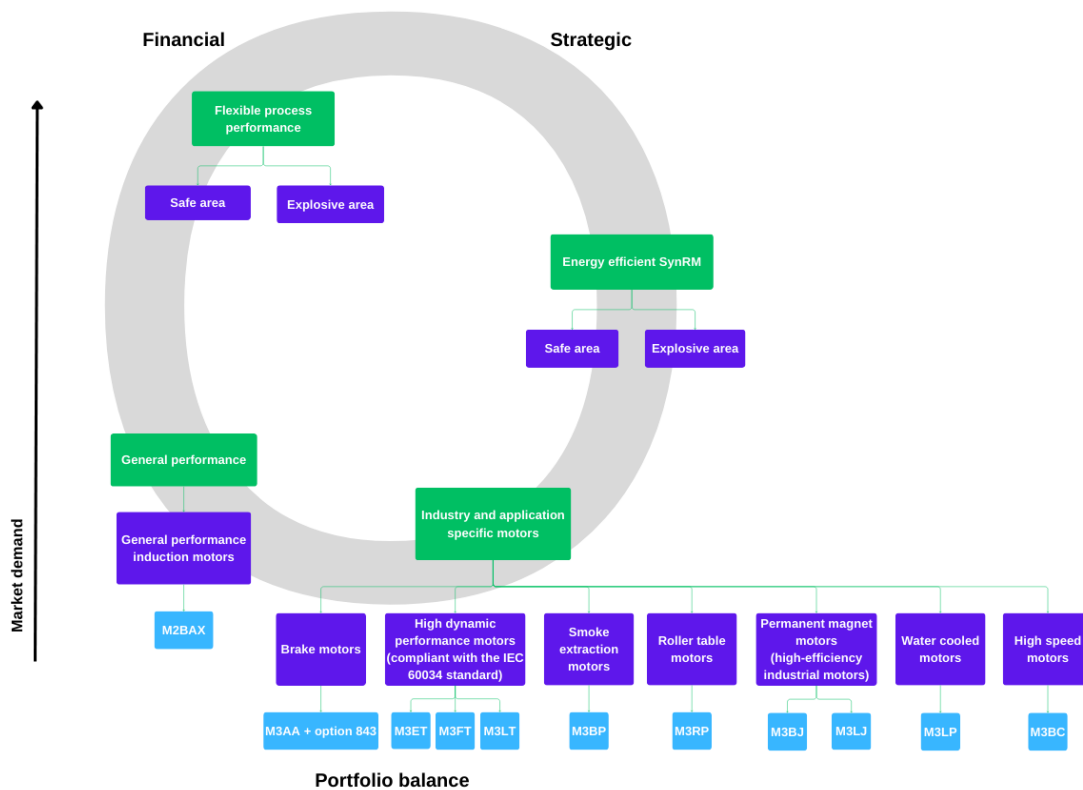 Financial
Strategic
Flexible process
performance
Safe area
Explosive area
Energy efficient SynRM
Safe area
Explosive area
General performance
General performance
induction motors
M2BAX
Industry and application
specific motors
Brake motors
High dynamic
performance motors
(compliant with the IEC
60034 standard)
Smoke
extraction
motors
Roller table
motors
Permanent magnet
motors
(high-efficiency
industrial motors)
Water cooled
motors
High speed
motors
M3AA + option 843
M3ET
M3FT
M3LT
M3BP
M3RP
M3BJ
M3LJ
M3LP
M3BC
Market demand
Portfolio balance